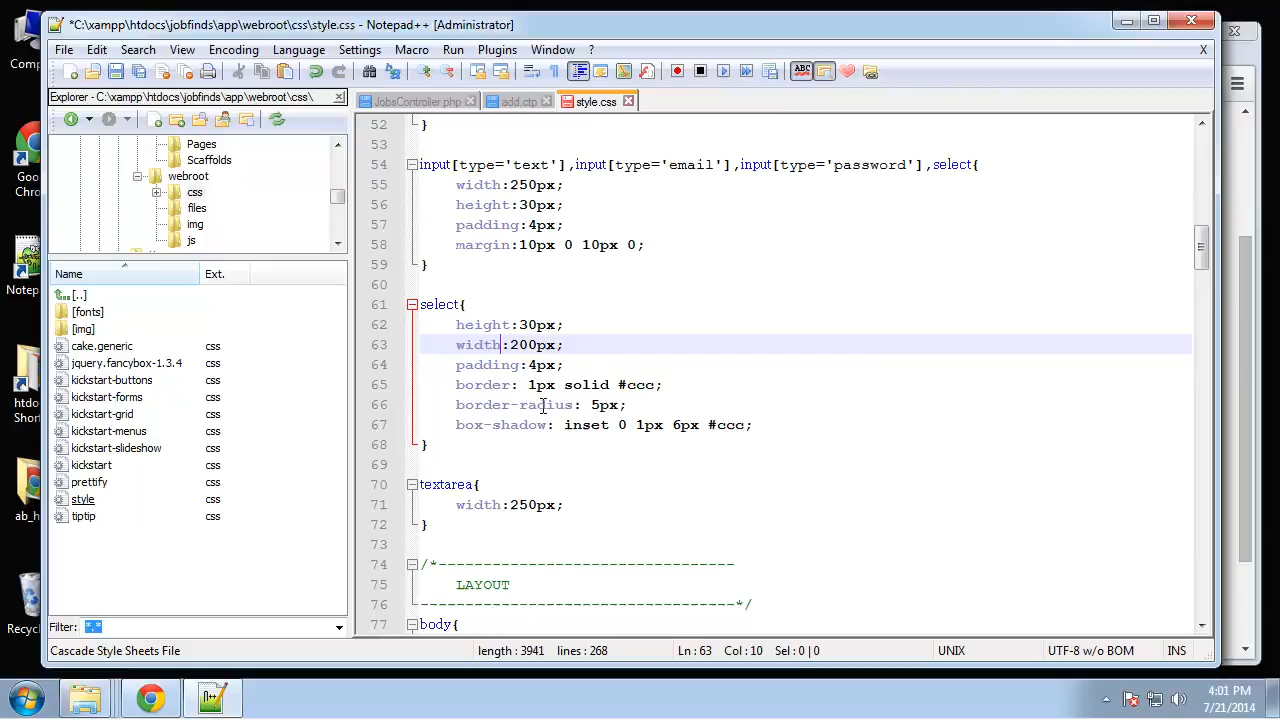 *C:\xampp\htdocs\jobfinds\app\webroot\css\style.css - Notepad++ [Administrator]
File Edit Search View Encoding Language Settings Macro Run Plugins Window ? X
Explorer - C:\xampp\htdocs\jobfinds\app\webroot\css\
JobsController.php add.ctp style.css
Pages
Scaffolds
webroot
css
files
img
js
Name Ext.
[..]
[fonts]
[img]
cake.generic css
jquery.fancybox-1.3.4 css
kickstart-buttons css
kickstart-forms css
kickstart-grid css
kickstart-menus css
kickstart-slideshow css
kickstart css
prettify css
style css
tiptip css
Filter: *.*
52 }
53
54 input[type='text'],input[type='email'],input[type='password'],select{
55 width:250px;
56 height:30px;
57 padding:4px;
58 margin:10px 0 10px 0;
59 }
60
61 select{
62 height:30px;
63 width:200px;
64 padding:4px;
65 border: 1px solid #ccc;
66 border-radius: 5px;
67 box-shadow: inset 0 1px 6px #ccc;
68 }
69
70 textarea{
71 width:250px;
72 }
73
74 /*---------------------------------
75 LAYOUT
76 -----------------------------------*/
77 body{
Cascade Style Sheets File length : 3941 lines : 268 Ln : 63 Col : 10 Sel : 0 | 0 UNIX UTF-8 w/o BOM INS
Comp
Goo
Chro
Notep
htdo
Short
ab_h
Recyc
4:01 PM
7/21/2014